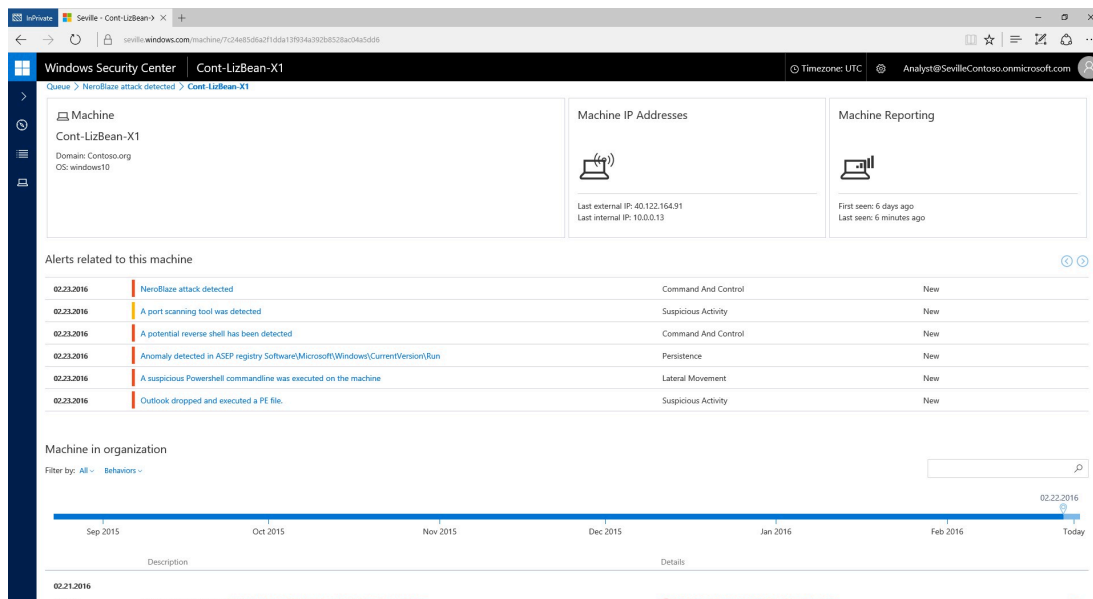 InPrivate
Seville - Cont-LizBean-X
seville.windows.com/machine/7c24e85d6a2f1dda13f934a392b8528ac04a5dd6
Windows Security Center Cont-LizBean-X1
Timezone: UTC
Analyst@SevilleContoso.onmicrosoft.com
Queue > NeroBlaze attack detected > Cont-LizBean-X1
Machine
Cont-LizBean-X1
Domain: Contoso.org
OS: windows10
Machine IP Addresses
Last external IP: 40.122.164.91
Last internal IP: 10.0.0.13
Machine Reporting
First seen: 6 days ago
Last seen: 6 minutes ago
Alerts related to this machine
02.23.2016 NeroBlaze attack detected Command And Control New
02.23.2016 A port scanning tool was detected Suspicious Activity New
02.23.2016 A potential reverse shell has been detected Command And Control New
02.23.2016 Anomaly detected in ASEP registry Software\Microsoft\Windows\CurrentVersion\Run Persistence New
02.23.2016 A suspicious Powershell commandline was executed on the machine Lateral Movement New
02.23.2016 Outlook dropped and executed a PE file. Suspicious Activity New
Machine in organization
Filter by: All Behaviors
02.22.2016
Sep 2015 Oct 2015 Nov 2015 Dec 2015 Jan 2016 Feb 2016 Today
Description Details
02.21.2016